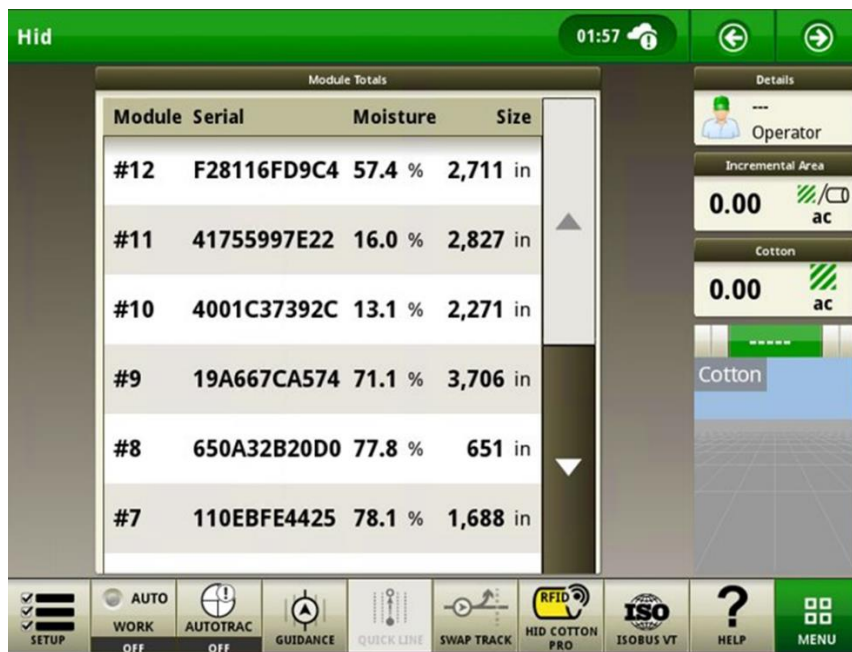 Hid
01:57
Module Totals
Module Serial Moisture Size
#12 F28116FD9C4 57.4 % 2,711 in
#11 41755997E22 16.0 % 2,827 in
#10 4001C37392C 13.1 % 2,271 in
#9 19A667CA574 71.1 % 3,706 in
#8 650A32B20D0 77.8 % 651 in
#7 110EBFE4425 78.1 % 1,688 in
Details
---
Operator
Incremental Area
0.00 ac
Cotton
0.00 ac
-----
Cotton
SETUP
AUTO
WORK
OFF
AUTOTRAC
OFF
GUIDANCE
QUICK LINE
SWAP TRACK
RFID
HID COTTON
PRO
ISO
ISOBUS VT
?
HELP
MENU